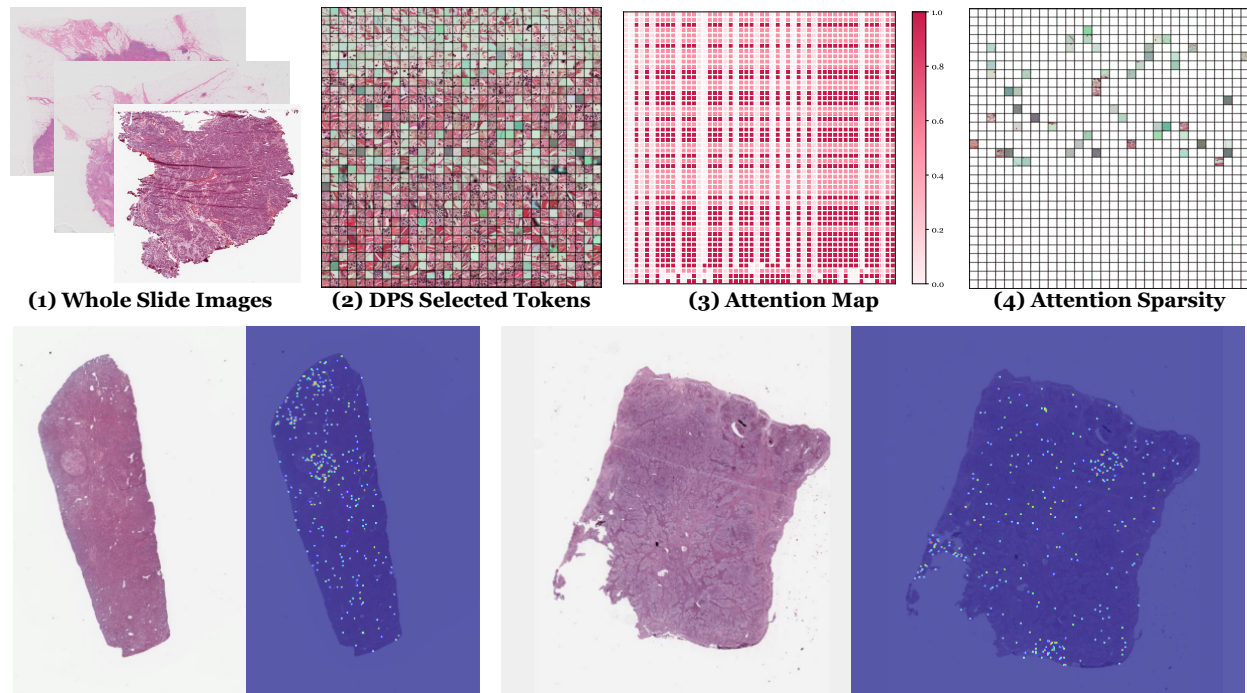 1.0
0.8
0.6
0.4
0.2
0.0
(1) Whole Slide Images
(2) DPS Selected Tokens
(3) Attention Map
(4) Attention Sparsity